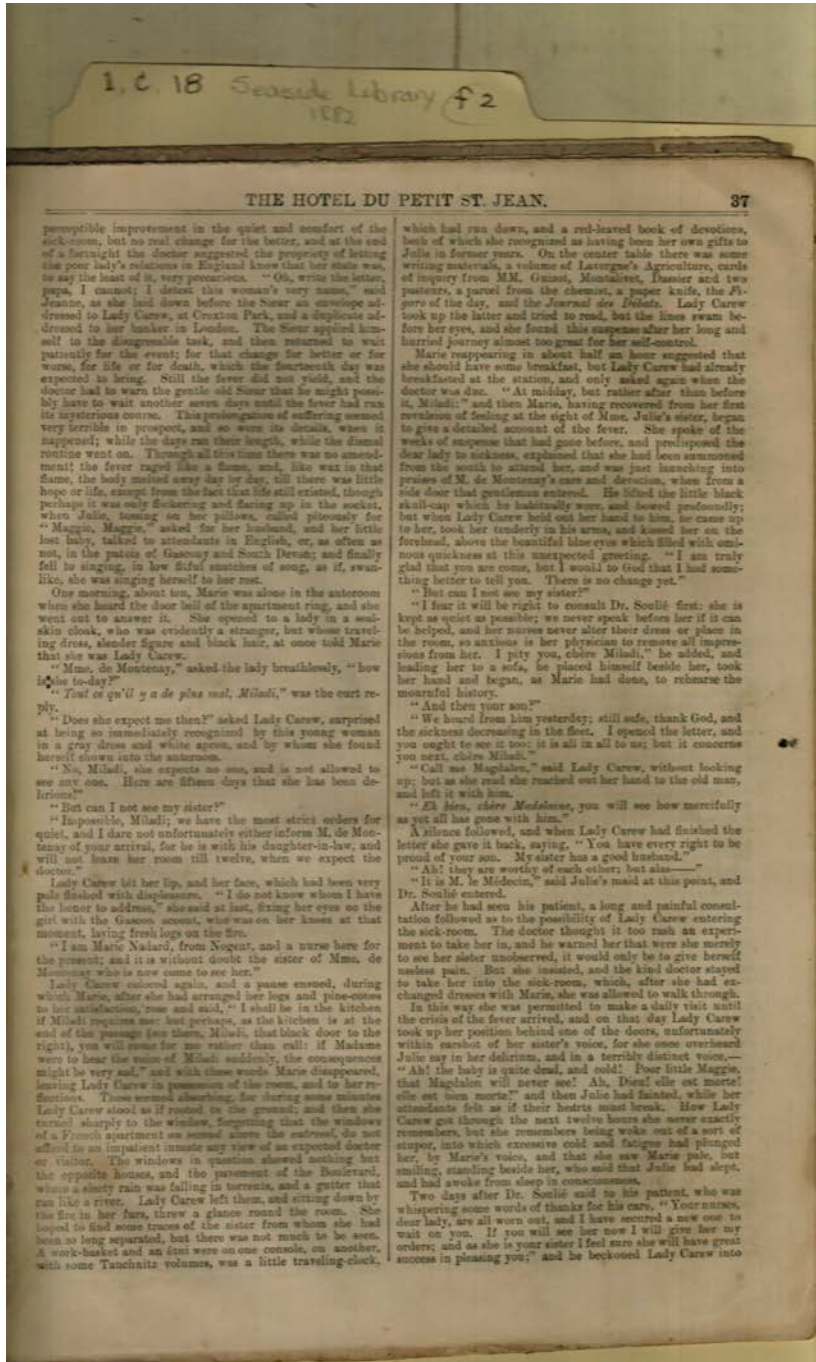 1, C. 18 Seaside Library f 2
1882
THE HOTEL DU PETIT ST. JEAN.
37
perceptible improvement in the quiet and comfort of the
sick-room, but no real change for the better, and at the end
of a fortnight the doctor suggested the propriety of letting
the poor lady's relations in England know that her state was,
to say the least of it, very precarious. "Oh, write the letter,
papa, I cannot; I detest this woman's very name," said
Jeanne, as she laid down before the Sieur an envelope ad-
dressed to Lady Carew, at Croxton Park, and a duplicate ad-
dressed to her banker in London. The Sieur applied him-
self to the disagreeable task, and then returned to wait
patiently for the event; for that change for better or for
worse, for life or for death, which the fourteenth day was
expected to bring. Still the fever did not yield, and the
doctor had to warn the gentle old Sieur that he might possi-
bly have to wait another seven days until the fever had run
its mysterious course. This prolongation of suffering seemed
very terrible in prospect, and so were its details, when it
happened; while the days ran their length, while the dismal
routine went on. Through all this time there was no amend-
ment; the fever raged like a flame, and, like wax in that
flame, the body melted away day by day, till there was little
hope or life, except from the fact that life still existed, though
perhaps it was only flickering and flaring up in the socket,
when Julie, tossing on her pillows, called piteously for
"Maggie, Maggie," asked for her husband, and her little
lost baby, talked to attendants in English, or, as often as
not, in the patois of Gascony and South Devon; and finally
fell to singing, in low fitful snatches of song, as if, swan-
like, she was singing herself to her rest.
One morning, about ten, Marie was alone in the anteroom
when she heard the door bell of the apartment ring, and she
went out to answer it. She opened to a lady in a seal-
skin cloak, who was evidently a stranger, but whose travel-
ing dress, slender figure and black hair, at once told Marie
that she was Lady Carew.
"Mme. de Montenay," asked the lady breathlessly, "how
is she to-day?"
"Tout ce qu'il y a de plus mal, Miladi," was the curt re-
ply.
"Does she expect me then?" asked Lady Carew, surprised
at being so immediately recognized by this young woman
in a gray dress and white apron, and by whom she found
herself shown into the anteroom.
"No, Miladi, she expects no one, and is not allowed to
see any one. Here are fifteen days that she has been de-
lirious!"
"But can I not see my sister?"
"Impossible, Miladi; we have the most strict orders for
quiet, and I dare not unfortunately either inform M. de Mon-
tenay of your arrival, for he is with his daughter-in-law, and
will not leave her room till twelve, when we expect the
doctor."
Lady Carew bit her lip, and her face, which had been very
pale flushed with displeasure. "I do not know whom I have
the honor to address," she said at last, fixing her eyes on the
girl with the Gascon accent, who was on her knees at that
moment, laying fresh logs on the fire.
"I am Marie Nadard, from Nogent, and a nurse here for
the present; and it is without doubt the sister of Mme. de
Montenay who is now come to see her."
Lady Carew colored again, and a pause ensued, during
which Marie, after she had arranged her logs and pine-cones
to her satisfaction, rose and said, "I shall be in the kitchen
if Miladi requires me: but perhaps, as the kitchen is at the
end of the passage (see there, Miladi, that black door to the
right), you will come for me rather than call: if Madame
were to hear the voice of Miladi suddenly, the consequences
might be very sad," and with these words Marie disappeared,
leaving Lady Carew in possession of the room, and to her re-
flections. These seemed absorbing, for during some minutes
Lady Carew stood as if rooted to the ground; and then she
turned sharply to the window, forgetting that the windows
of a French apartment au second above the entresol, do not
afford to an impatient inmate any view of an expected doctor
or visitor. The windows in question showed nothing but
the opposite houses, and the pavement of the Boulevard,
where a sleety rain was falling in torrents, and a gutter that
ran like a river. Lady Carew left them, and sitting down by
the fire in her furs, threw a glance round the room. She
hoped to find some traces of the sister from whom she had
been so long separated, but there was not much to be seen.
A work-basket and an étui were on one console, on another,
with some Tauchnitz volumes, was a little traveling-clock,
which had run down, and a red-leaved book of devotions,
both of which she recognized as having been her own gifts to
Julie in former years. On the center table there was some
writing materials, a volume of Lavergne's Agriculture, cards
of inquiry from MM. Guizot, Montalivet, Dassier and two
pasteurs, a parcel from the chemist, a paper knife, the Fi-
garo of the day, and the Journal des Débats. Lady Carew
took up the latter and tried to read, but the lines swam be-
fore her eyes, and she found this suspense after her long and
hurried journey almost too great for her self-control.
Marie reappearing in about half an hour suggested that
she should have some breakfast, but Lady Carew had already
breakfasted at the station, and only asked again when the
doctor was due. "At midday, but rather after than before
it, Miladi:" and then Marie, having recovered from her first
revulsion of feeling at the sight of Mme. Julie's sister, began
to give a detailed account of the fever. She spoke of the
weeks of suspense that had gone before, and predisposed the
dear lady to sickness, explained that she had been summoned
from the south to attend her, and was just launching into
praises of M. de Montenay's care and devotion, when from a
side door that gentleman entered. He lifted the little black
skull-cap which he habitually wore, and bowed profoundly;
but when Lady Carew held out her hand to him, he came up
to her, took her tenderly in his arms, and kissed her on the
forehead, above the beautiful blue eyes which filled with omi-
nous quickness at this unexpected greeting. "I am truly
glad that you are come, but I would to God that I had some-
thing better to tell you. There is no change yet."
"But can I not see my sister?"
"I fear it will be right to consult Dr. Soulié first: she is
kept as quiet as possible; we never speak before her if it can
be helped, and her nurses never alter their dress or place in
the room, so anxious is her physician to remove all impres-
sions from her. I pity you, chère Miladi," he added, and
leading her to a sofa, he placed himself beside her, took
her hand and began, as Marie had done, to rehearse the
mournful history.
"And then your son?"
"We heard from him yesterday; still safe, thank God, and
the sickness decreasing in the fleet. I opened the letter, and
you ought to see it too: it is all in all to us; but it concerns
you next, chère Miladi."
"Call me Magdalen," said Lady Carew, without looking
up; but as she read she reached out her hand to the old man,
and left it with him.
"Eh bien, chère Madeleine, you will see how mercifully
as yet all has gone with him."
A silence followed, and when Lady Carew had finished the
letter she gave it back, saying, "You have every right to be
proud of your son. My sister has a good husband."
"Ah! they are worthy of each other; but alas——"
"It is M. le Médecin," said Julie's maid at this point, and
Dr. Soulié entered.
After he had seen his patient, a long and painful consul-
tation followed as to the possibility of Lady Carew entering
the sick-room. The doctor thought it too rash an experi-
ment to take her in, and he warned her that were she merely
to see her sister unobserved, it would only be to give herself
useless pain. But she insisted, and the kind doctor stayed
to take her into the sick-room, which, after she had ex-
changed dresses with Marie, she was allowed to walk through.
In this way she was permitted to make a daily visit until
the crisis of the fever arrived, and on that day Lady Carew
took up her position behind one of the doors, unfortunately
within earshot of her sister's voice, for she once overheard
Julie say in her delirium, and in a terribly distinct voice,—
"Ah! the baby is quite dead, and cold! Poor little Maggie,
that Magdalen will never see! Ah, Dieu! elle est morte!
elle est bien morte!" and then Julie had fainted, while her
attendants felt as if their hearts must break. How Lady
Carew got through the next twelve hours she never exactly
remembers, but she remembers being woke out of a sort of
stupor, into which excessive cold and fatigue had plunged
her, by Marie's voice, and that she saw Marie pale, but
smiling, standing beside her, who said that Julie had slept,
and had awoke from sleep in consciousness.
Two days after Dr. Soulié said to his patient, who was
whispering some words of thanks for his care, "Your nurses,
dear lady, are all worn out, and I have secured a new one to
wait on you. If you will see her now I will give her my
orders; and as she is your sister I feel sure she will have great
success in pleasing you;" and he beckoned Lady Carew into